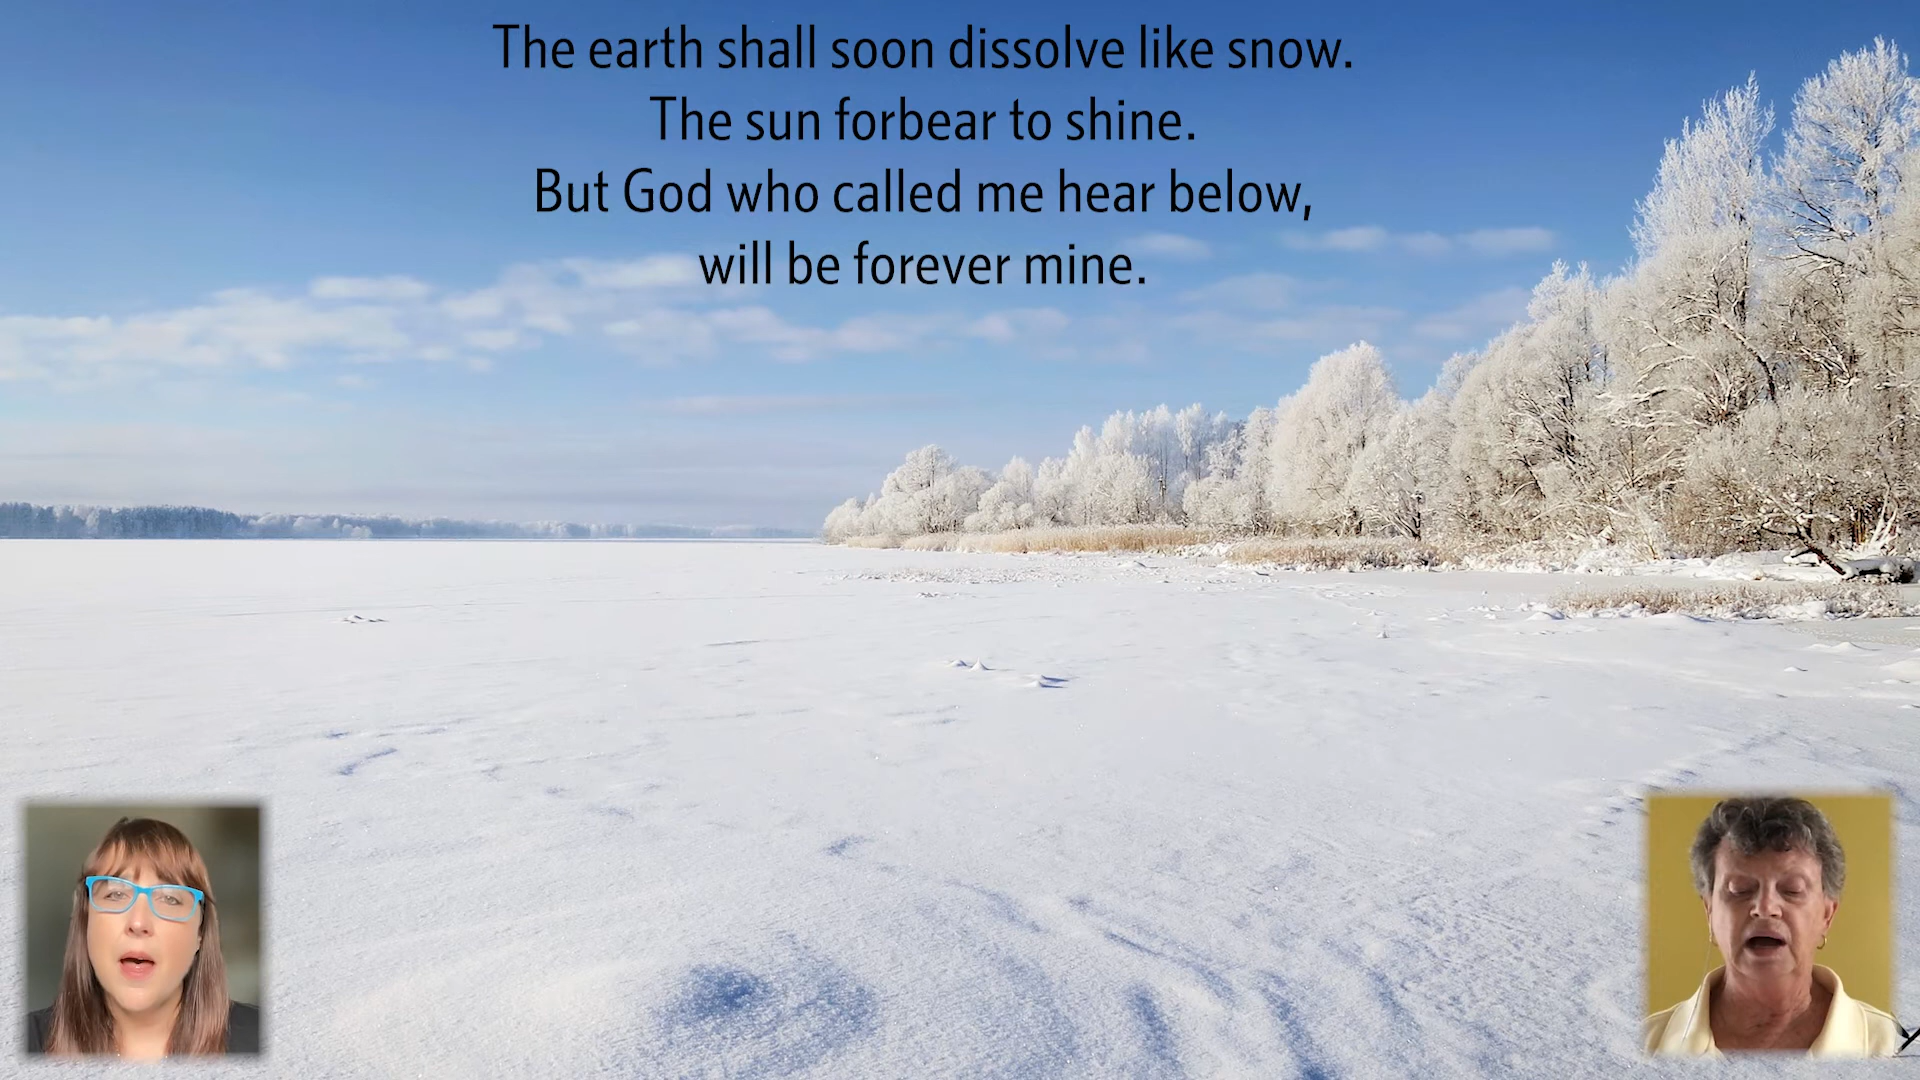 The earth shall soon dissolve like snow.
The sun forbear to shine.
But God who called me hear below,
will be forever mine.